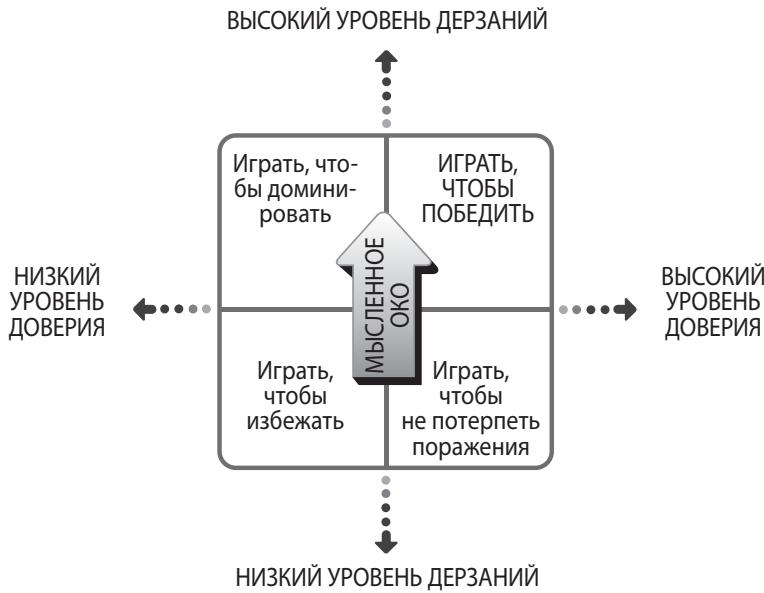 ВЫСОКИЙ УРОВЕНЬ ДЕРЗАНИЙ
Играть, что-
бы домини-
ровать
ИГРАТЬ,
ЧТОБЫ
ПОБЕДИТЬ
НИЗКИЙ
УРОВЕНЬ
ДОВЕРИЯ
МЫСЛЕННОЕ
ОКО
ВЫСОКИЙ
УРОВЕНЬ
ДОВЕРИЯ
Играть,
чтобы
избежать
Играть,
чтобы
не потерпеть
поражения
НИЗКИЙ УРОВЕНЬ ДЕРЗАНИЙ